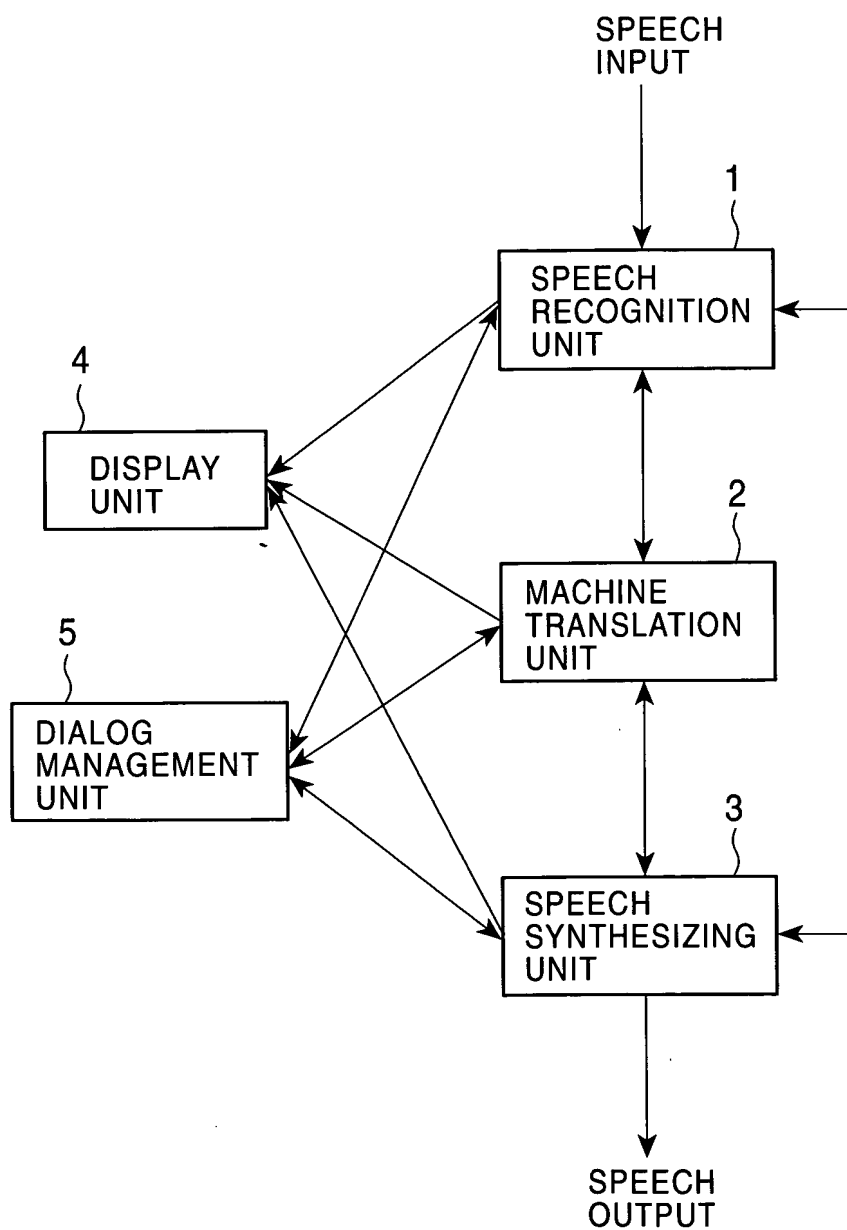 SPEECH
INPUT
1
SPEECH
RECOGNITION
UNIT
4
DISPLAY
UNIT
2
MACHINE
TRANSLATION
UNIT
5
DIALOG
MANAGEMENT
UNIT
3
SPEECH
SYNTHESIZING
UNIT
SPEECH
OUTPUT